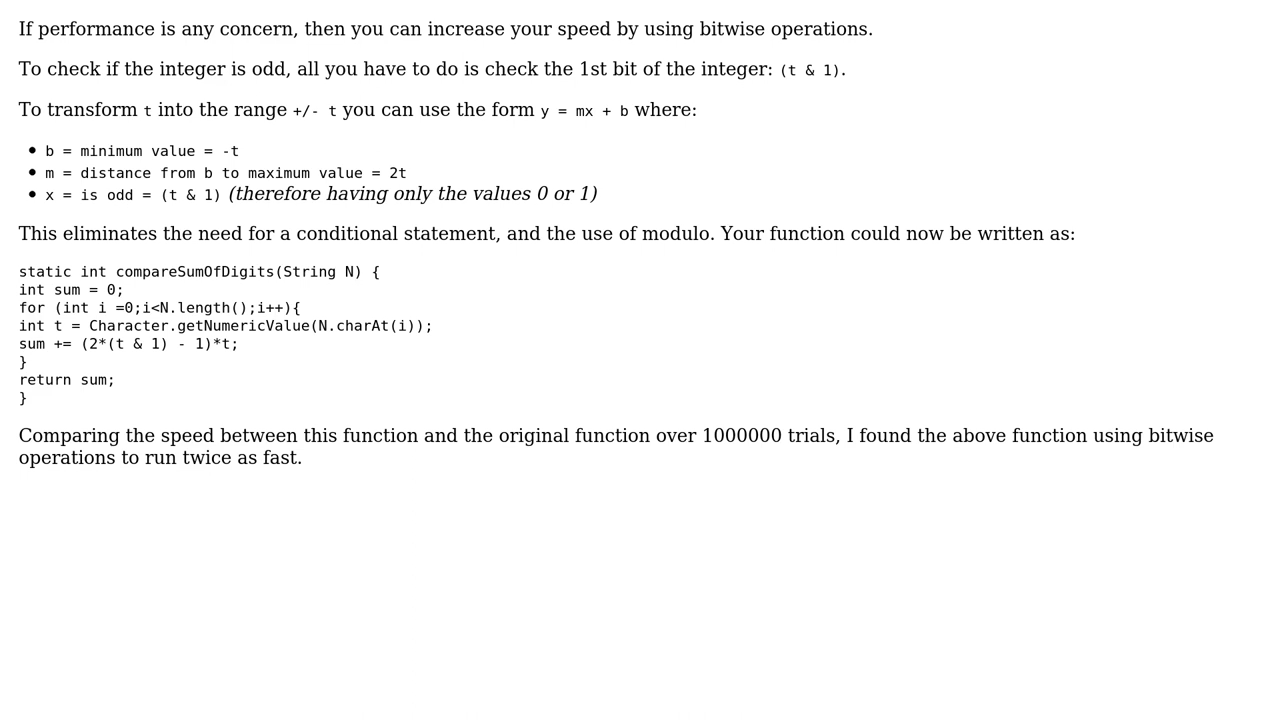 If performance is any concern, then you can increase your speed by using bitwise operations.
To check if the integer is odd, all you have to do is check the 1st bit of the integer: (t & 1).
To transform t into the range +/- t you can use the form y = mx + b where:
• b = minimum value = -t
• m = distance from b to maximum value = 2t
• x = is odd = (t & 1) (therefore having only the values 0 or 1)
This eliminates the need for a conditional statement, and the use of modulo. Your function could now be written as:
static int compareSumOfDigits(String N) {
int sum = 0;
for (int i =0;i<N.length();i++){
int t = Character.getNumericValue(N.charAt(i));
sum += (2*(t & 1) - 1)*t;
}
return sum;
}
Comparing the speed between this function and the original function over 1000000 trials, I found the above function using bitwise
operations to run twice as fast.